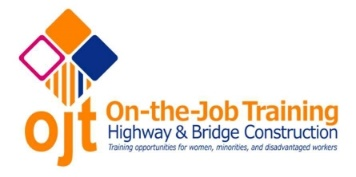 ojt On-the-Job Training
Highway & Bridge Construction
Training opportunities for women, minorities, and disadvantaged workers